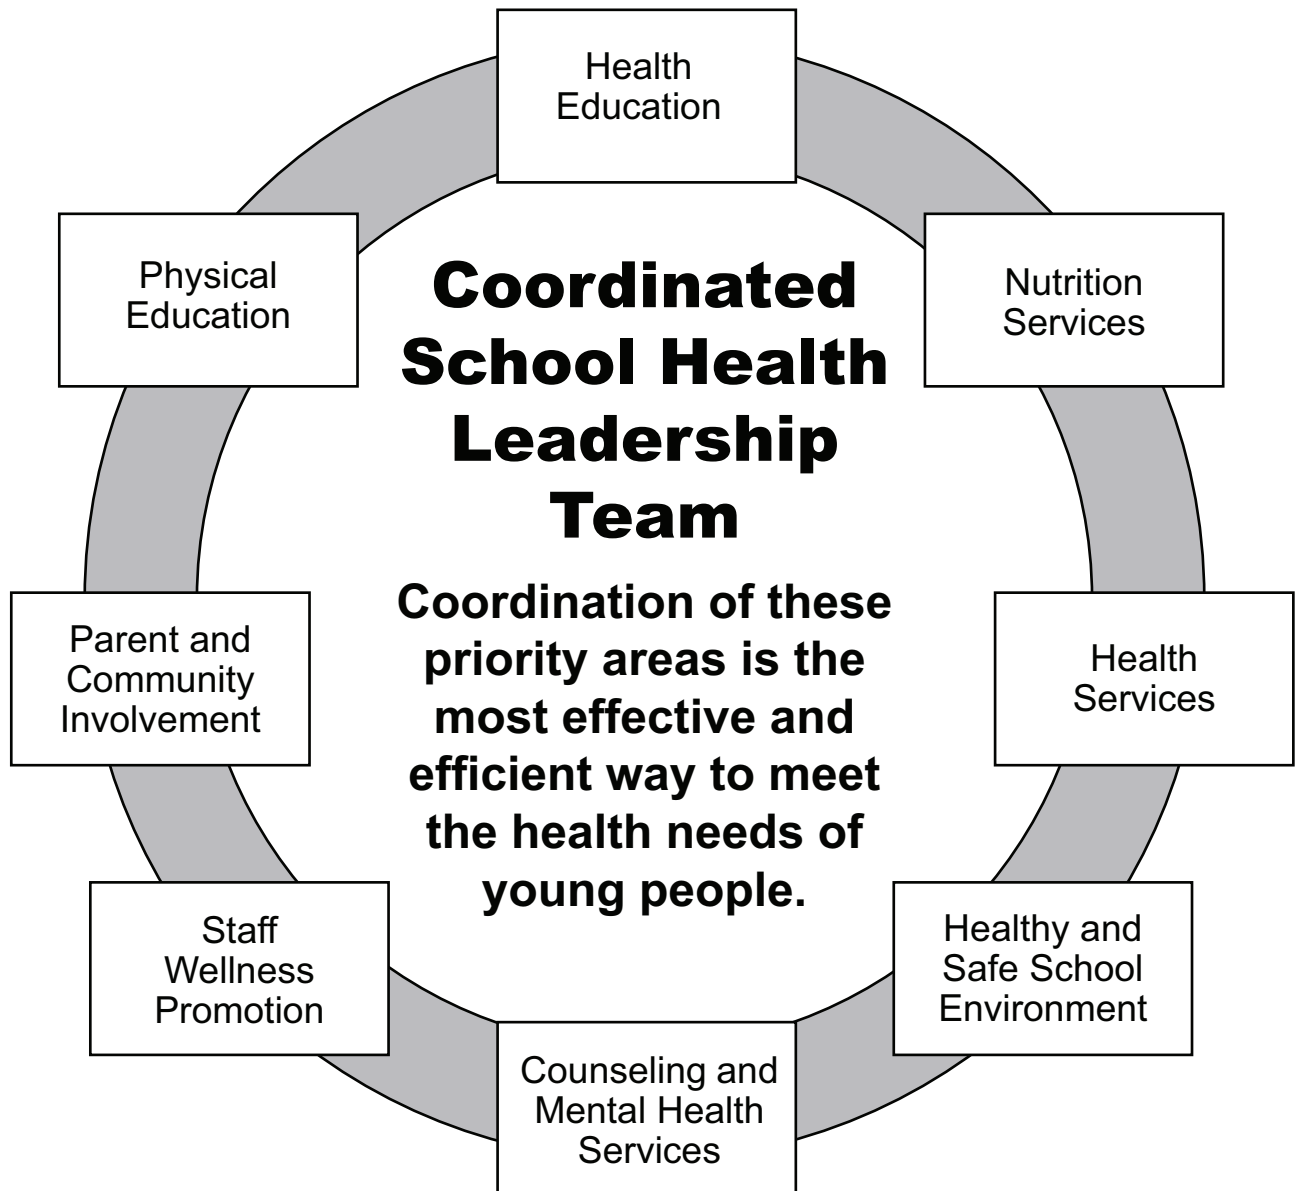 Health
Education
Physical
Education
Nutrition
Services
Coordinated
School Health
Leadership
Team
Coordination of these
priority areas is the
most effective and
efficient way to meet
the health needs of
young people.
Parent and
Community
Involvement
Health
Services
Staff
Wellness
Promotion
Healthy and
Safe School
Environment
Counseling and
Mental Health
Services